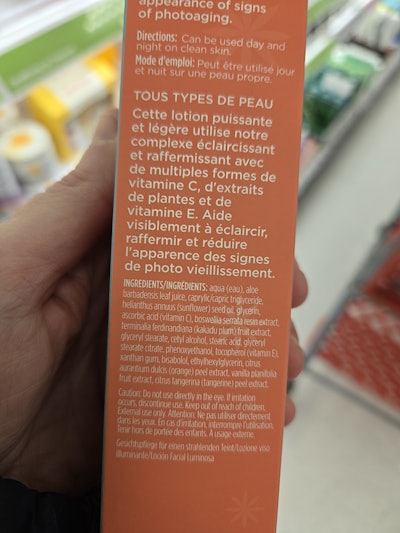 appearance of signs
of photoaging.
Directions: Can be used day and
night on clean skin.
Mode d'emploi: Peut être utilisé jour
et nuit sur une peau propre.
TOUS TYPES DE PEAU
Cette lotion puissante
et légère utilise notre
complexe éclaircissant
et raffermissant avec
de multiples formes de
vitamine C, d'extraits
de plantes et de
vitamine E. Aide
visiblement à éclaircir,
raffermir et réduire
l'apparence des signes
de photo vieillissement.
INGREDIENTS/INGRÉDIENTS: aqua (eau), aloe
barbadensis leaf juice, caprylic/capric triglyceride,
helianthus annuus (sunflower) seed oil, glycerin,
ascorbic acid (vitamin C), boswellia serrata resin extract,
terminalia ferdinandiana (kakadu plum) fruit extract,
glyceryl stearate, cetyl alcohol, stearic acid, glyceryl
stearate citrate, phenoxyethanol, tocopherol (vitamin E),
xanthan gum, bisabolol, ethylhexylglycerin, citrus
aurantium dulcis (orange) peel extract, vanilla planifolia
fruit extract, citrus tangerina (tangerine) peel extract.
Caution: Do not use directly in the eye. If irritation
occurs, discontinue use. Keep out of reach of children.
External use only. Attention: Ne pas utiliser directement
dans les yeux. En cas d'irritation, interrompre l'utilisation.
Tenir hors de portée des enfants. À usage externe.
Gesichtspflege für einen strahlenden Teint/Lozione viso
illuminante/Loción Facial Luminosa